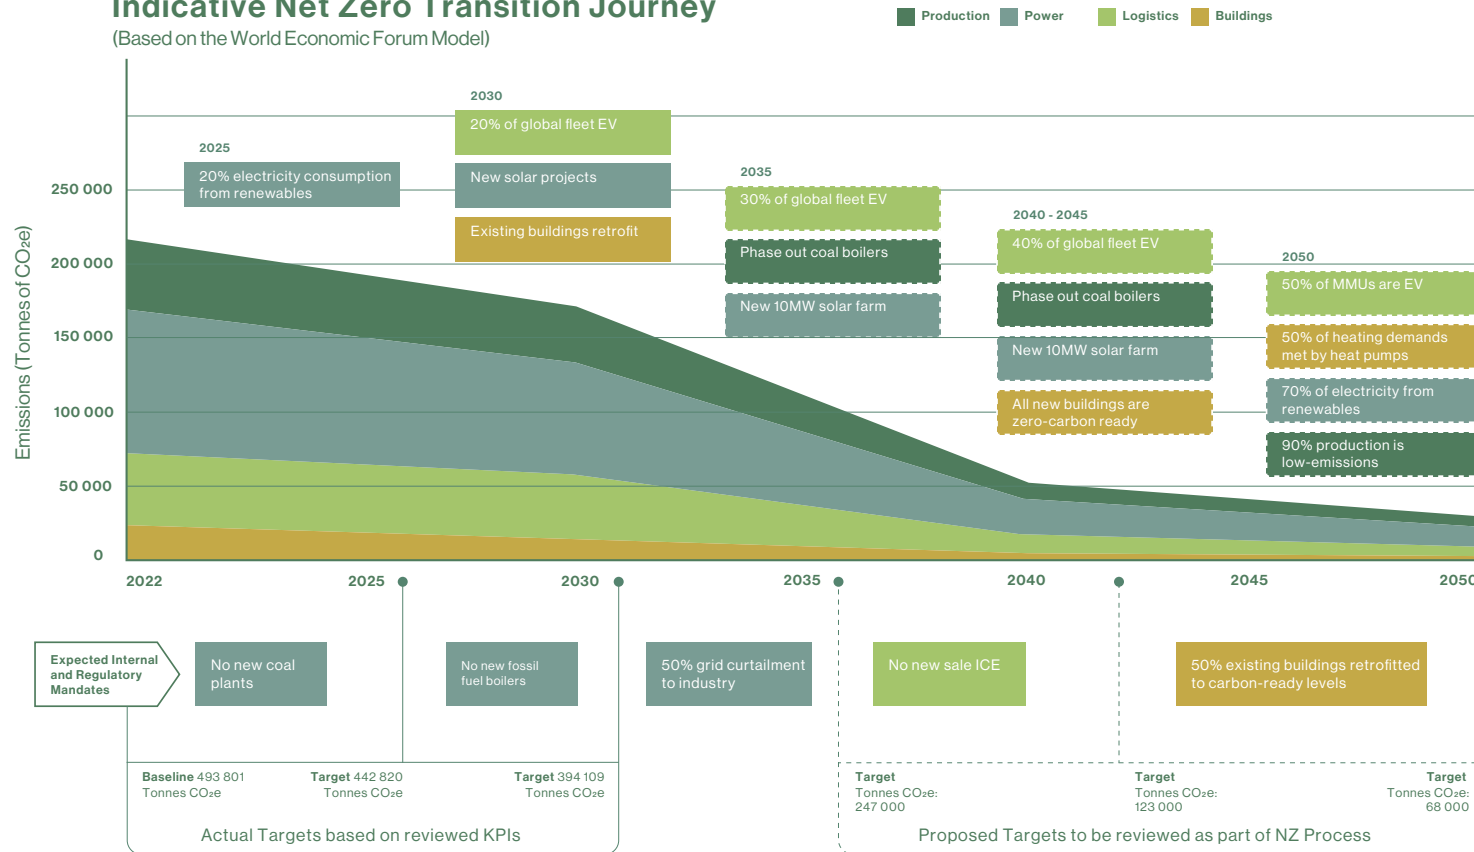 Indicative Net Zero Transition Journey
(Based on the World Economic Forum Model)
Production
Power
Logistics
Buildings
Emissions (Tonnes of CO₂e)
250 000
200 000
150 000
100 000
50 000
0
2025
20% electricity consumption
from renewables
2030
20% of global fleet EV
New solar projects
Existing buildings retrofit
2035
30% of global fleet EV
Phase out coal boilers
New 10MW solar farm
2040 - 2045
40% of global fleet EV
Phase out coal boilers
New 10MW solar farm
All new buildings are
zero-carbon ready
2050
50% of MMUs are EV
50% of heating demands
met by heat pumps
70% of electricity from
renewables
90% production is
low-emissions
2022
2025
2030
2035
2040
2045
2050
Expected Internal
and Regulatory
Mandates
No new coal
plants
No new fossil
fuel boilers
50% grid curtailment
to industry
No new sale ICE
50% existing buildings retrofitted
to carbon-ready levels
Baseline 493 801
Tonnes CO₂e
Target 442 820
Tonnes CO₂e
Target 394 109
Tonnes CO₂e
Target
Tonnes CO₂e:
247 000
Target
Tonnes CO₂e:
123 000
Target
Tonnes CO₂e:
68 000
Actual Targets based on reviewed KPIs
Proposed Targets to be reviewed as part of NZ Process